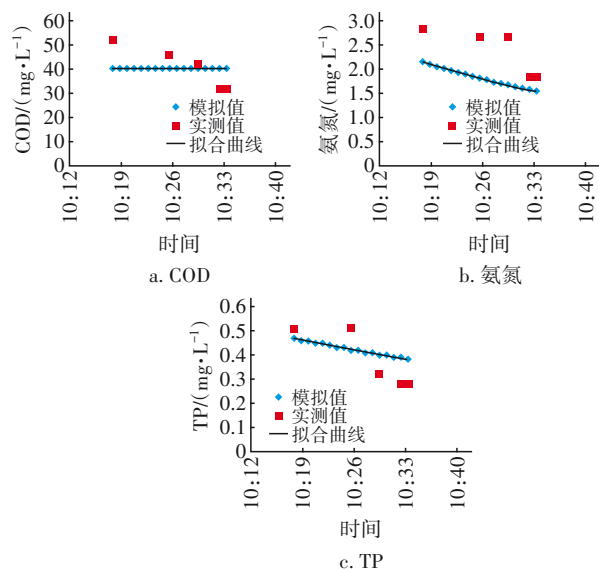 COD/(mg·L⁻¹)
60
50
40
30
20
10
0
模拟值
实测值
拟合曲线
10:12
10:19
10:26
10:33
10:40
时间
a. COD
氨氮/(mg·L⁻¹)
3.0
2.5
2.0
1.5
1.0
0.5
0
模拟值
实测值
拟合曲线
10:12
10:19
10:26
10:33
10:40
时间
b. 氨氮
TP/(mg·L⁻¹)
0.6
0.5
0.4
0.3
0.2
0.1
0
模拟值
实测值
拟合曲线
10:12
10:19
10:26
10:33
10:40
时间
c. TP